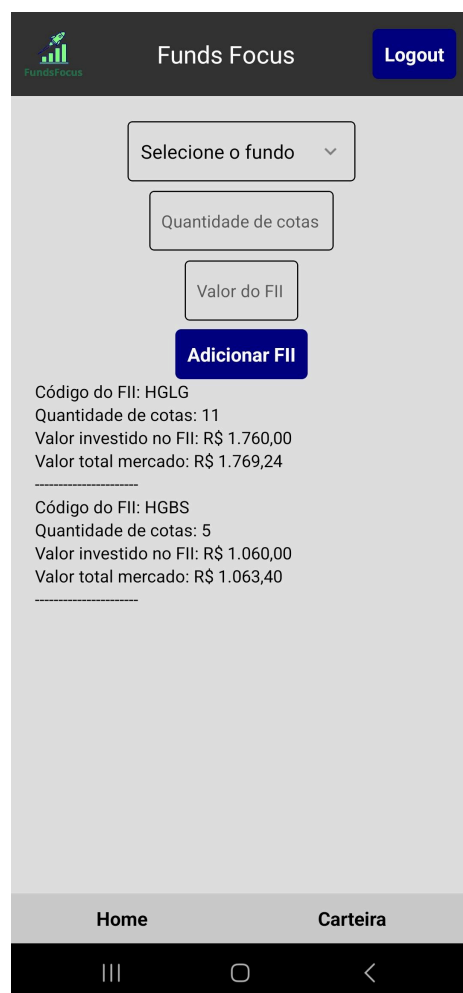 FundsFocus
Funds Focus
Logout
Selecione o fundo
Quantidade de cotas
Valor do FII
Adicionar FII
Código do FII: HGLG
Quantidade de cotas: 11
Valor investido no FII: R$ 1.760,00
Valor total mercado: R$ 1.769,24
----------------------
Código do FII: HGBS
Quantidade de cotas: 5
Valor investido no FII: R$ 1.060,00
Valor total mercado: R$ 1.063,40
----------------------
Home
Carteira